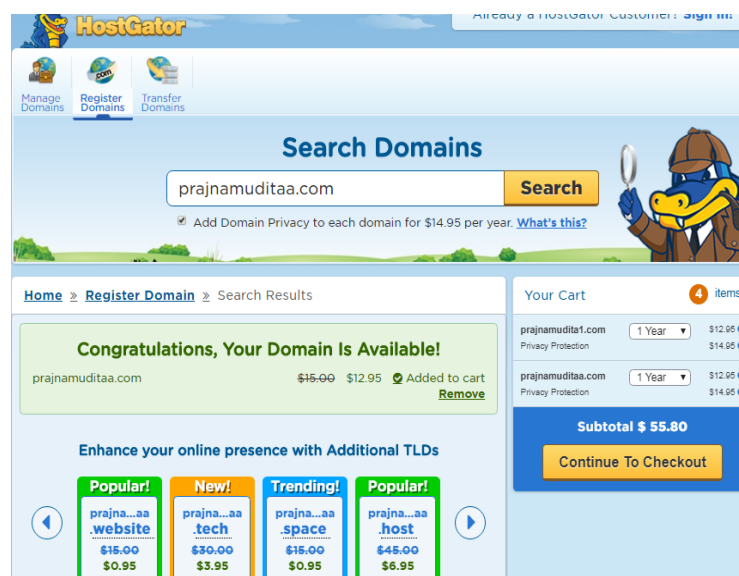 HostGator
Already a HostGator Customer? Sign in!
Manage Domains
Register Domains
Transfer Domains
.com
Search Domains
prajnamuditaa.com
Search
Add Domain Privacy to each domain for $14.95 per year. What's this?
Home » Register Domain » Search Results
Congratulations, Your Domain Is Available!
prajnamuditaa.com $15.00 $12.95 Added to cart
Remove
Enhance your online presence with Additional TLDs
Popular!
prajna...aa
.website
$15.00
$0.95
New!
prajna...aa
.tech
$30.00
$3.95
Trending!
prajna...aa
.space
$15.00
$0.95
Popular!
prajna...aa
.host
$45.00
$6.95
Your Cart 4 items
prajnamudita1.com 1 Year $12.95
Privacy Protection $14.95
prajnamuditaa.com 1 Year $12.95
Privacy Protection $14.95
Subtotal $ 55.80
Continue To Checkout